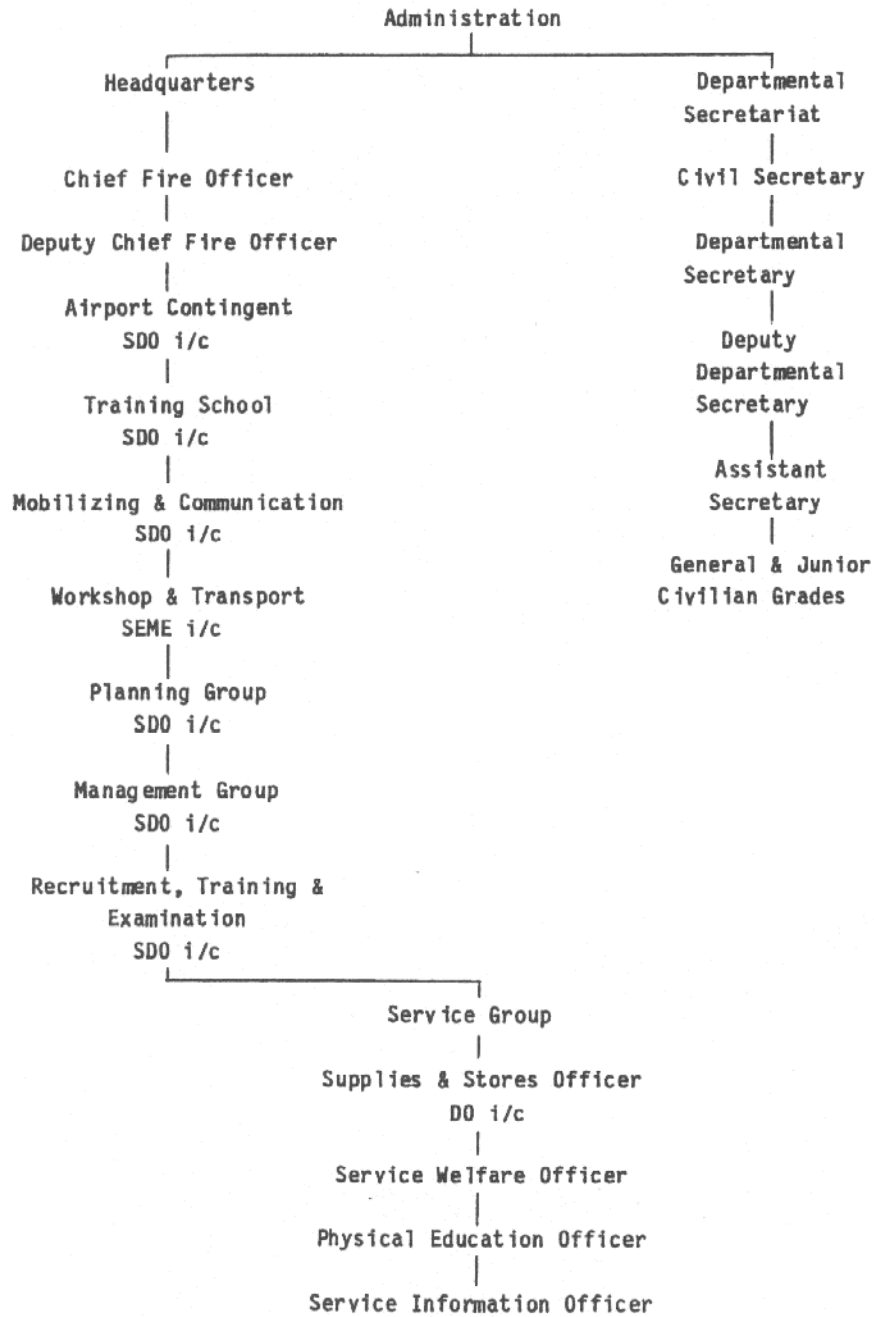 Administration
Headquarters
Chief Fire Officer
Deputy Chief Fire Officer
Airport Contingent
SDO i/c
Training School
SDO i/c
Mobilizing & Communication
SDO i/c
Workshop & Transport
SEME i/c
Planning Group
SDO i/c
Management Group
SDO i/c
Recruitment, Training &
Examination
SDO i/c
Service Group
Supplies & Stores Officer
DO i/c
Service Welfare Officer
Physical Education Officer
Service Information Officer
Departmental
Secretariat
Civil Secretary
Departmental
Secretary
Deputy
Departmental
Secretary
Assistant
Secretary
General & Junior
Civilian Grades